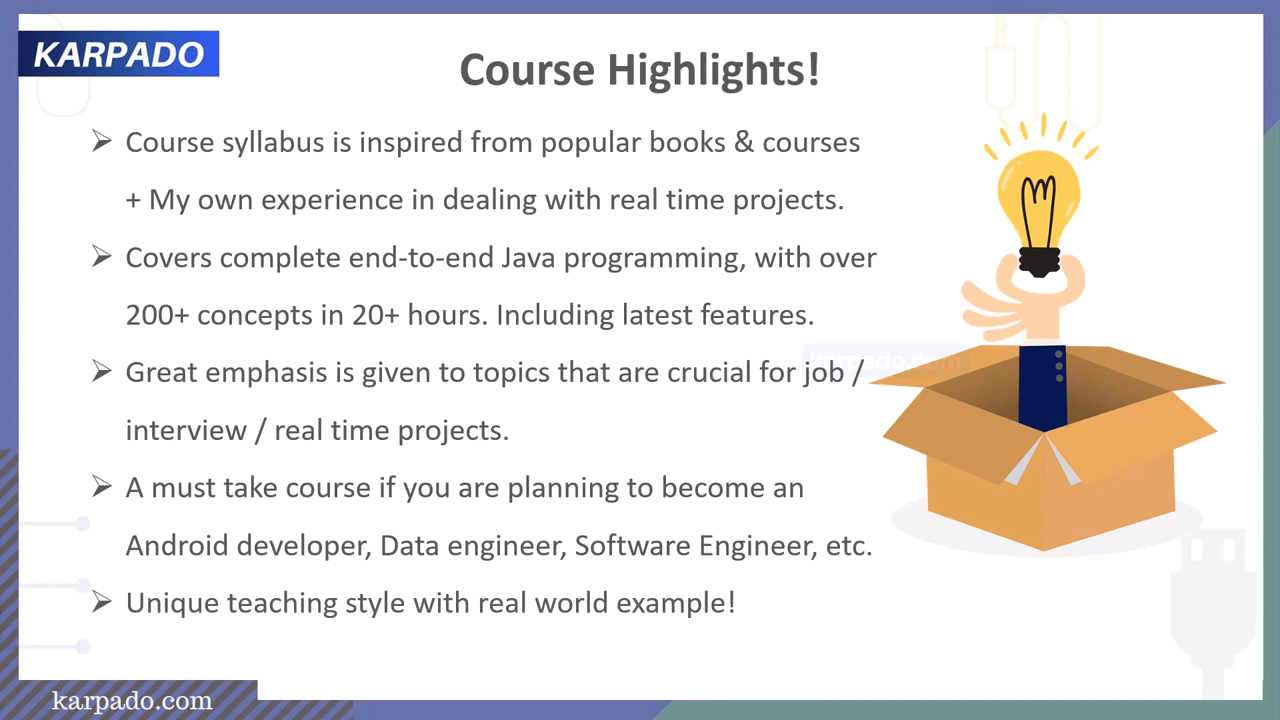 KARPADO
Course Highlights!
➢ Course syllabus is inspired from popular books & courses
+ My own experience in dealing with real time projects.
➢ Covers complete end-to-end Java programming, with over
200+ concepts in 20+ hours. Including latest features.
karpado.com
➢ Great emphasis is given to topics that are crucial for job /
interview / real time projects.
➢ A must take course if you are planning to become an
Android developer, Data engineer, Software Engineer, etc.
➢ Unique teaching style with real world example!
karpado.com